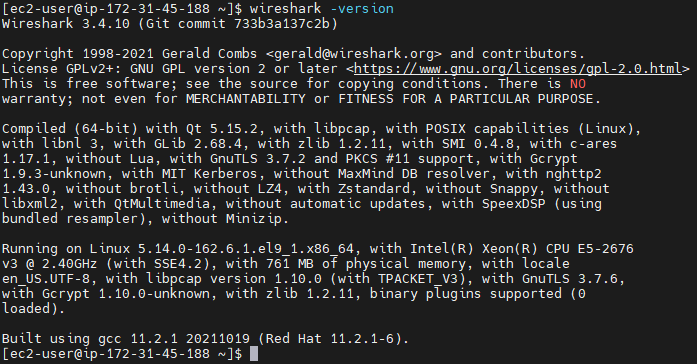 [ec2-user@ip-172-31-45-188 ~]$ wireshark -version
Wireshark 3.4.10 (Git commit 733b3a137c2b)
Copyright 1998-2021 Gerald Combs <gerald@wireshark.org> and contributors.
License GPLv2+: GNU GPL version 2 or later <https://www.gnu.org/licenses/gpl-2.0.html>
This is free software; see the source for copying conditions. There is NO
warranty; not even for MERCHANTABILITY or FITNESS FOR A PARTICULAR PURPOSE.
Compiled (64-bit) with Qt 5.15.2, with libpcap, with POSIX capabilities (Linux),
with libnl 3, with GLib 2.68.4, with zlib 1.2.11, with SMI 0.4.8, with c-ares
1.17.1, without Lua, with GnuTLS 3.7.2 and PKCS #11 support, with Gcrypt
1.9.3-unknown, with MIT Kerberos, without MaxMind DB resolver, with nghttp2
1.43.0, without brotli, without LZ4, with Zstandard, without Snappy, without
libxml2, with QtMultimedia, without automatic updates, with SpeexDSP (using
bundled resampler), without Minizip.
Running on Linux 5.14.0-162.6.1.el9_1.x86_64, with Intel(R) Xeon(R) CPU E5-2676
v3 @ 2.40GHz (with SSE4.2), with 761 MB of physical memory, with locale
en_US.UTF-8, with libpcap version 1.10.0 (with TPACKET_V3), with GnuTLS 3.7.6,
with Gcrypt 1.10.0-unknown, with zlib 1.2.11, binary plugins supported (0
loaded).
Built using gcc 11.2.1 20211019 (Red Hat 11.2.1-6).
[ec2-user@ip-172-31-45-188 ~]$